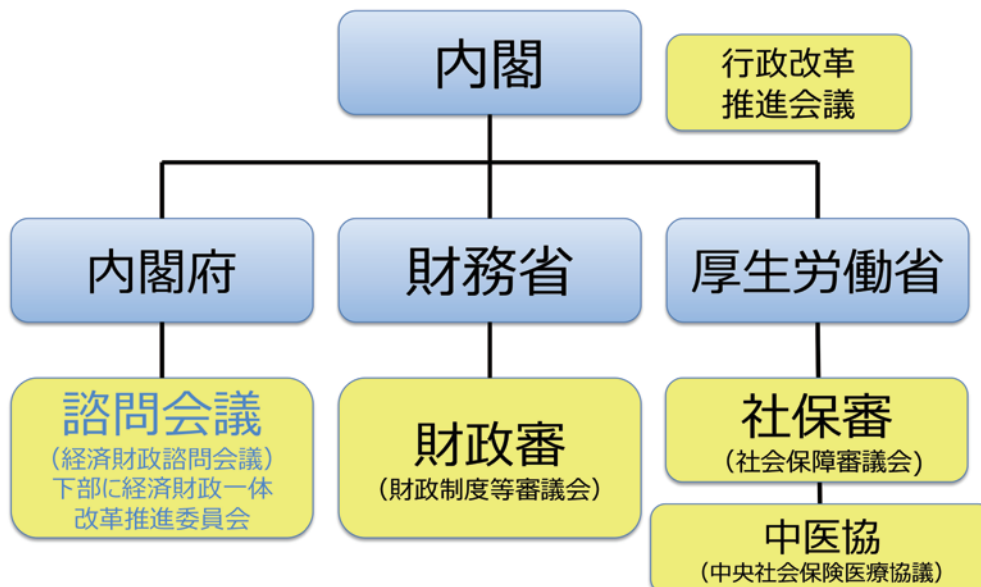 内閣
行政改革
推進会議
内閣府
財務省
厚生労働省
諮問会議
（経済財政諮問会議）
下部に経済財政一体
改革推進委員会
財政審
（財政制度等審議会）
社保審
（社会保障審議会)
中医協
（中央社会保険医療協議）